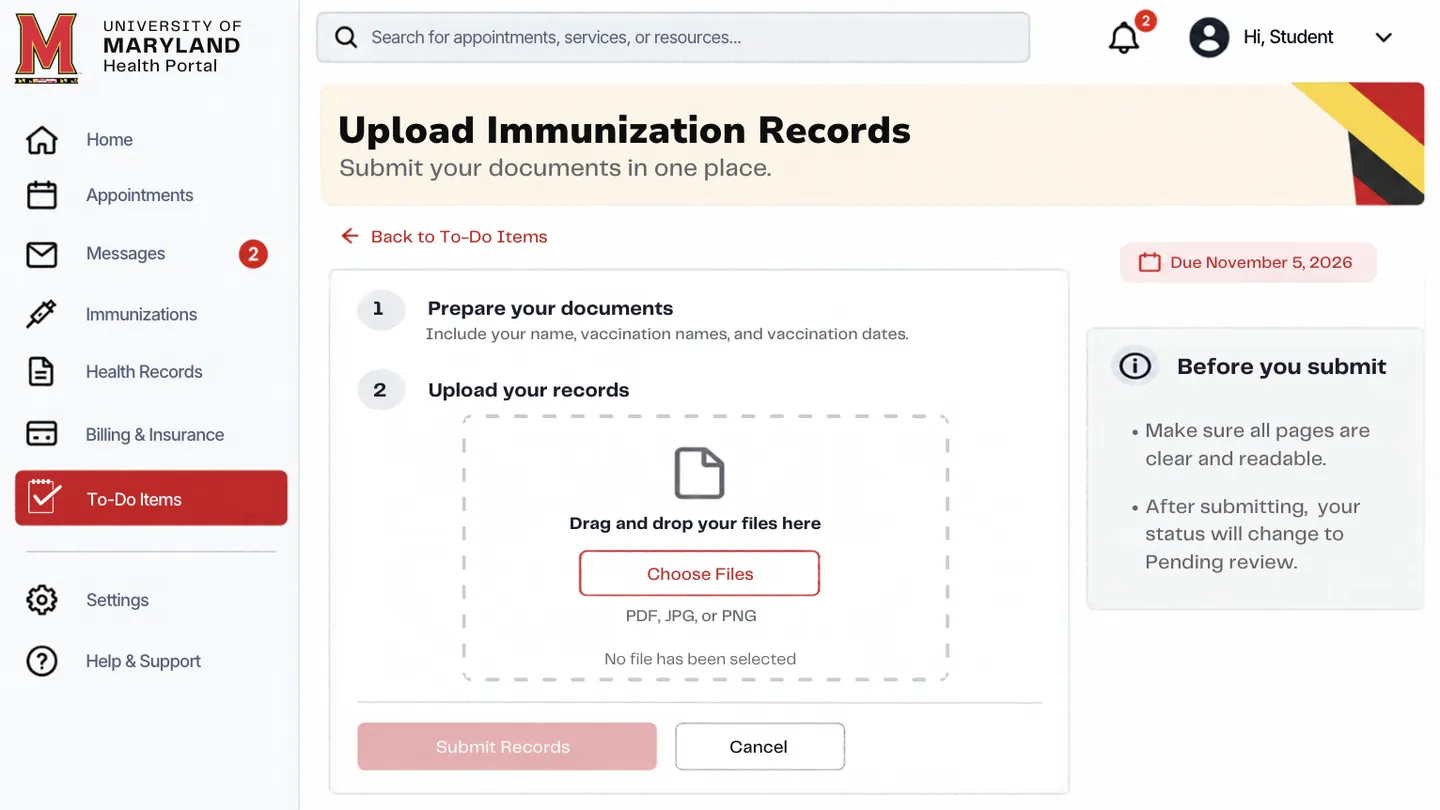 UNIVERSITY OF
MARYLAND
Health Portal
Search for appointments, services, or resources...
2
Hi, Student
Home
Appointments
Messages
2
Immunizations
Health Records
Billing & Insurance
To-Do Items
Settings
Help & Support
Upload Immunization Records
Submit your documents in one place.
Back to To-Do Items
Due November 5, 2026
1
Prepare your documents
Include your name, vaccination names, and vaccination dates.
2
Upload your records
Drag and drop your files here
Choose Files
PDF, JPG, or PNG
No file has been selected
Submit Records
Cancel
Before you submit
• Make sure all pages are
clear and readable.
• After submitting, your
status will change to
Pending review.